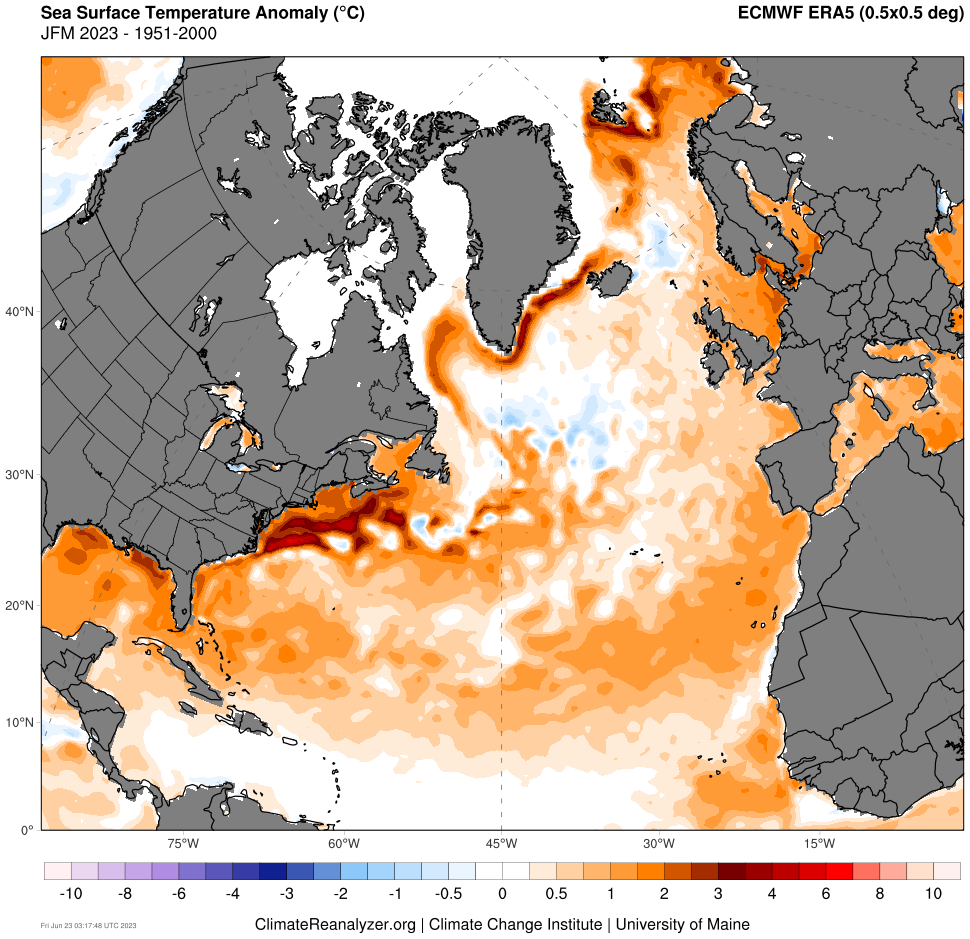 Sea Surface Temperature Anomaly (°C)
ECMWF ERA5 (0.5x0.5 deg)
JFM 2023 - 1951-2000
40°N
30°N
20°N
10°N
0°
75°W 60°W 45°W 30°W 15°W
-10 -8 -6 -4 -3 -2 -1 -0.5 0 0.5 1 2 3 4 6 8 10
Fri Jun 23 03:17:48 UTC 2023
ClimateReanalyzer.org | Climate Change Institute | University of Maine